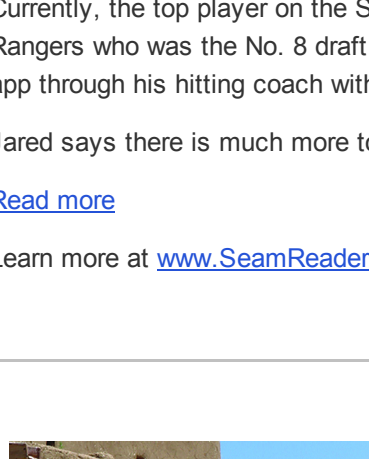 Currently, the top player on the S
Rangers who was the No. 8 draft
app through his hitting coach with
Jared says there is much more to
Read more
Learn more at www.SeamReader